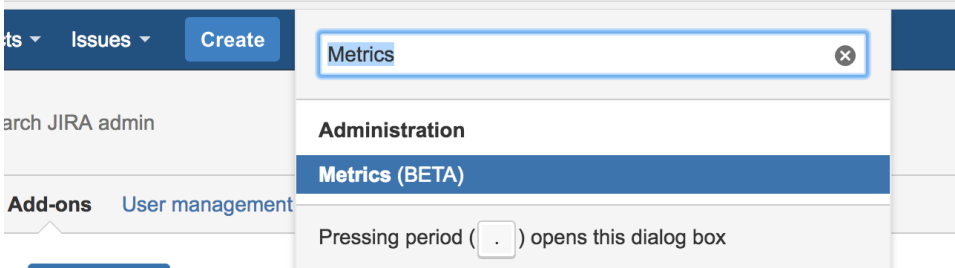 cts Issues Create
Metrics
arch JIRA admin
Administration
Metrics (BETA)
Add-ons User management
Pressing period ( . ) opens this dialog box